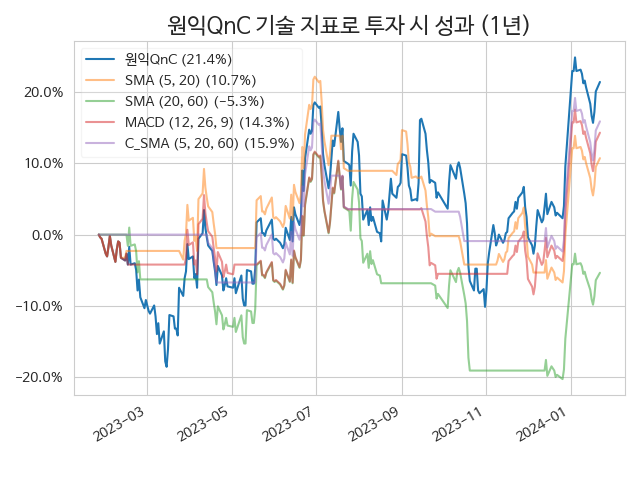 원익QnC 기술 지표로 투자 시 성과 (1년)
원익QnC (21.4%)
SMA (5, 20) (10.7%)
SMA (20, 60) (−5.3%)
MACD (12, 26, 9) (14.3%)
C_SMA (5, 20, 60) (15.9%)
20.0%
10.0%
0.0%
−10.0%
−20.0%
2023-03
2023-05
2023-07
2023-09
2023-11
2024-01